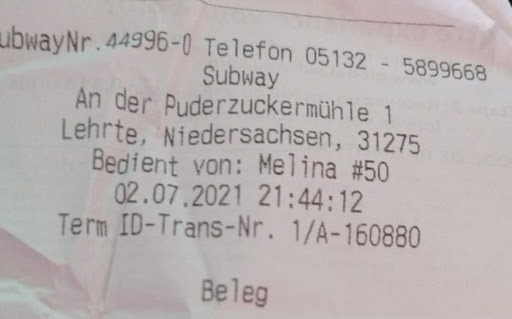 ubwayNr.44996-0 Telefon 05132 - 5899668
Subway
An der Puderzuckermühle 1
Lehrte, Niedersachsen, 31275
Bedient von: Melina #50
02.07.2021 21:44:12
Term ID-Trans-Nr. 1/A-160880
Beleg